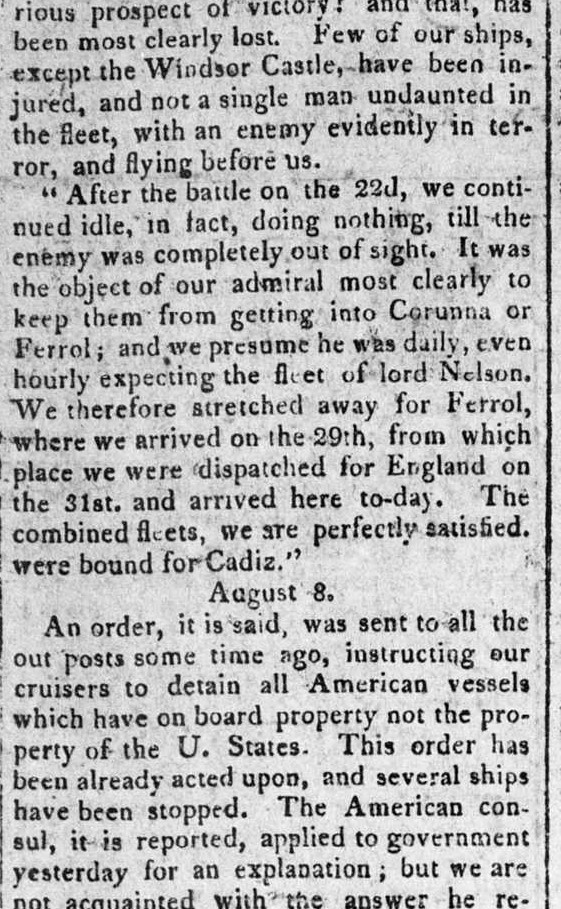 rious prospect of victory! and that, has
been most clearly lost. Few of our ships,
except the Windsor Castle, have been in-
jured, and not a single man undaunted in
the fleet, with an enemy evidently in ter-
ror, and flying before us.
" After the battle on the 22d, we conti-
nued idle, in fact, doing nothing, till the
enemy was completely out of sight. It was
the object of our admiral most clearly to
keep them from getting into Corunna or
Ferrol; and we presume he was daily, even
hourly expecting the fleet of lord Nelson.
We therefore stretched away for Ferrol,
where we arrived on the 29th, from which
place we were dispatched for England on
the 31st. and arrived here to-day. The
combined fleets, we are perfectly satisfied.
were bound for Cadiz."
August 8.
An order, it is said, was sent to all the
out posts some time ago, instructing our
cruisers to detain all American vessels
which have on board property not the pro-
perty of the U. States. This order has
been already acted upon, and several ships
have been stopped. The American con-
sul, it is reported, applied to government
yesterday for an explanation; but we are
not acquainted with the answer he re-